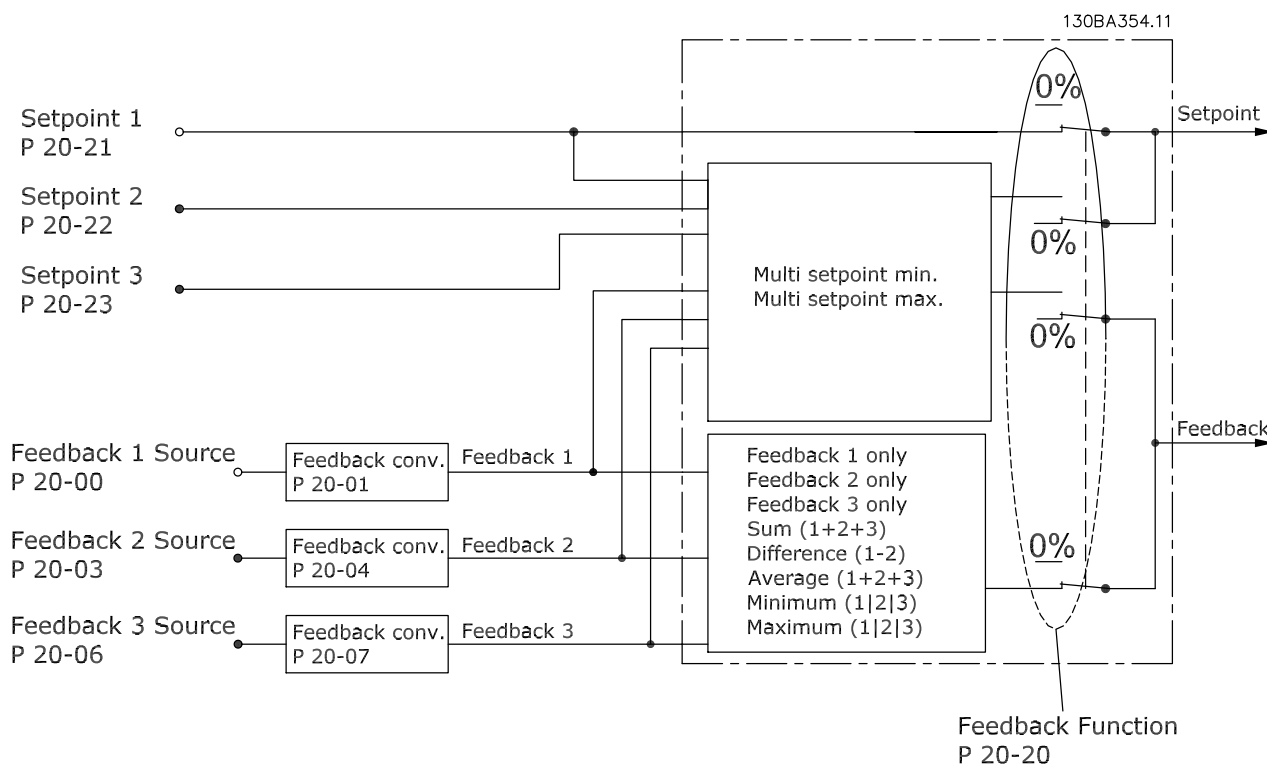 130BA354.11
0%
Setpoint 1
P 20-21
Setpoint
Setpoint 2
P 20-22
0%
Setpoint 3
P 20-23
Multi setpoint min.
Multi setpoint max.
0%
Feedback
Feedback 1 Source
P 20-00
Feedback conv.
P 20-01
Feedback 1
Feedback 2 Source
P 20-03
Feedback conv.
P 20-04
Feedback 2
Feedback 3 Source
P 20-06
Feedback conv.
P 20-07
Feedback 3
Feedback 1 only
Feedback 2 only
Feedback 3 only
Sum (1+2+3)
Difference (1-2)
Average (1+2+3)
Minimum (1|2|3)
Maximum (1|2|3)
0%
Feedback Function
P 20-20